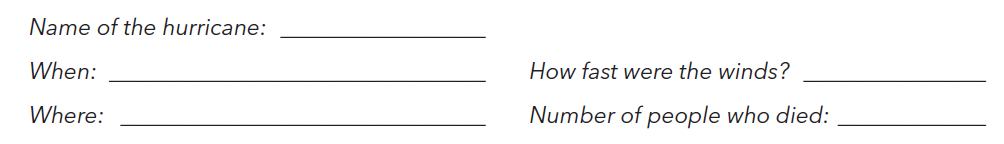 Name of the hurricane:
When:
Where:
How fast were the winds?
Number of people who died: